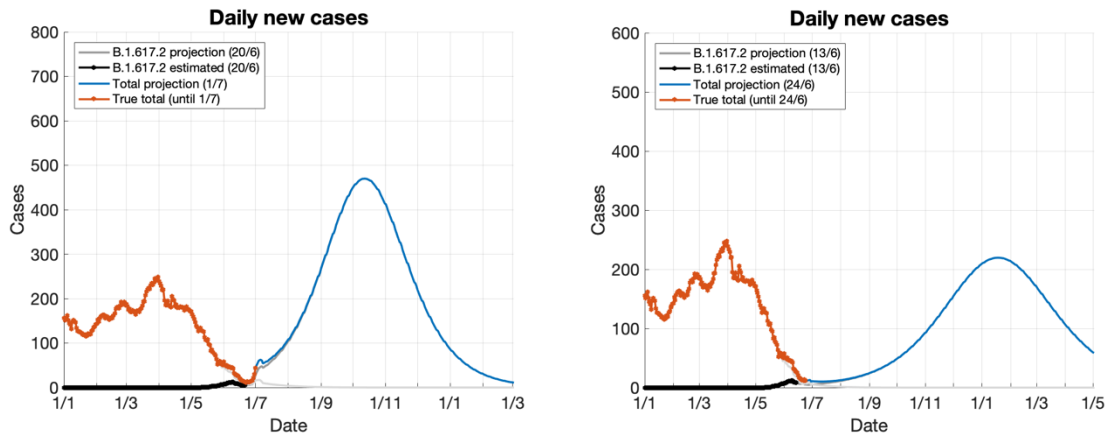 Daily new cases
800
700
600
500
400
300
200
100
0
Cases
B.1.617.2 projection (20/6)
B.1.617.2 estimated (20/6)
Total projection (1/7)
True total (until 1/7)
1/1 1/3 1/5 1/7 1/9 1/11 1/1 1/3
Date
Daily new cases
600
500
400
300
200
100
0
Cases
B.1.617.2 projection (13/6)
B.1.617.2 estimated (13/6)
Total projection (24/6)
True total (until 24/6)
1/1 1/3 1/5 1/7 1/9 1/11 1/1 1/3 1/5
Date